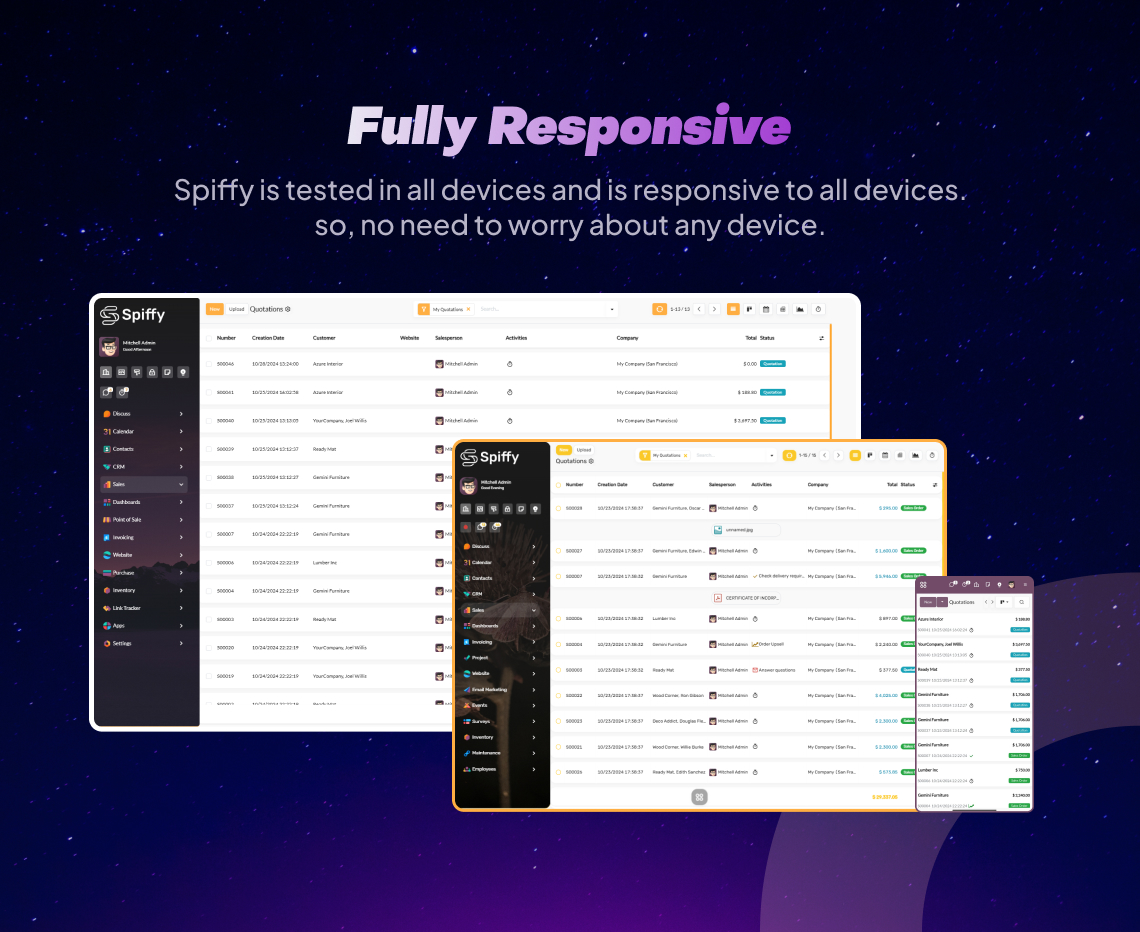 Fully Responsive
Spiffy is tested in all devices and is responsive to all devices.
so, no need to worry about any device.
Spiffy
Mitchell Admin
Good Afternoon
Discuss
Calendar
Contacts
CRM
Sales
Dashboards
Point of Sale
Invoicing
Website
Purchase
Inventory
Link Tracker
Apps
Settings
New Upload Quotations My Quotations × Search... 1-13 / 13
Number Creation Date Customer Website Salesperson Activities Company Total Status
S00046 10/28/2024 13:24:00 Azure Interior Mitchell Admin My Company (San Francisco) $ 0.00 Quotation
S00041 10/25/2024 16:02:58 Azure Interior Mitchell Admin My Company (San Francisco) $ 188.80 Quotation
S00040 10/25/2024 13:13:05 YourCompany, Joel Willis Mitchell Admin My Company (San Francisco) $ 2,697.50 Quotation
S00039 10/25/2024 13:12:37 Ready Mat
S00038 10/25/2024 13:12:27 Gemini Furniture
S00037 10/25/2024 13:12:24 Gemini Furniture
S00007 10/24/2024 22:22:19 Gemini Furniture
S00006 10/24/2024 22:22:19 Lumber Inc
S00004 10/24/2024 22:22:19 Gemini Furniture
S00003 10/24/2024 22:22:19 Ready Mat
S00020 10/24/2024 22:22:19 YourCompany, Joel Willis
S00019 10/24/2024 22:22:19 YourCompany, Joel Willis
Spiffy
Mitchell Admin
Good Evening
Discuss
Calendar
Contacts
CRM
Sales
Dashboards
Invoicing
Project
Website
Email Marketing
Events
Surveys
Inventory
Maintenance
Employees
New Upload
Quotations My Quotations × Search... 1-15 / 15
Number Creation Date Customer Salesperson Activities Company Total Status
S00028 10/23/2024 17:38:37 Gemini Furniture, Oscar ... Mitchell Admin My Company (San Fra... $ 595.00 Sales Order
unnamed.jpg
S00027 10/23/2024 17:38:37 Gemini Furniture, Edwin ... Mitchell Admin My Company (San Fra... $ 1,600.00 Sales Order
S00007 10/23/2024 17:38:37 Gemini Furniture Mitchell Admin Check delivery requir... My Company (San Fra... $ 5,946.00 Sales Order
CERTIFICATE OF INCORP...
S00006 10/23/2024 17:38:32 Lumber Inc Mitchell Admin My Company (San Fra... $ 897.00
S00004 10/23/2024 17:38:32 Gemini Furniture Mitchell Admin Order Upsell My Company (San Fra... $ 2,240.00
S00003 10/23/2024 17:38:32 Ready Mat Mitchell Admin Answer questions My Company (San Fra... $ 377.50
S00022 10/23/2024 17:38:37 Wood Corner, Ron Gibson Mitchell Admin My Company (San Fra... $ 4,025.00
S00023 10/23/2024 17:38:37 Deco Addict, Douglas Fle... Mitchell Admin My Company (San Fra... $ 2,300.00
S00021 10/23/2024 17:38:37 Wood Corner, Willie Burke Mitchell Admin My Company (San Fra... $ 2,300.00
S00026 10/23/2024 17:38:37 Ready Mat, Edith Sanchez Mitchell Admin My Company (San Fra... $ 573.85
New Quotations
Azure Interior $ 188.80
S00041 10/25/2024 16:02:24 Quotation
YourCompany, Joel Willis $ 2,697.50
S00040 10/25/2024 13:13:05 Quotation
Ready Mat $ 377.50
S00039 10/25/2024 13:12:37 Quotation
Gemini Furniture $ 1,706.00
S00038 10/25/2024 13:12:27 Quotation
Gemini Furniture $ 1,706.00
S00037 10/25/2024 13:12:24 Quotation
Gemini Furniture $ 1,706.00
S00007 10/24/2024 22:22:24 Sales Order
Lumber Inc $ 750.00
S00006 10/24/2024 22:22:24 Sales Order
Gemini Furniture $ 2,240.00
S00004 10/24/2024 22:22:24 Sales Order